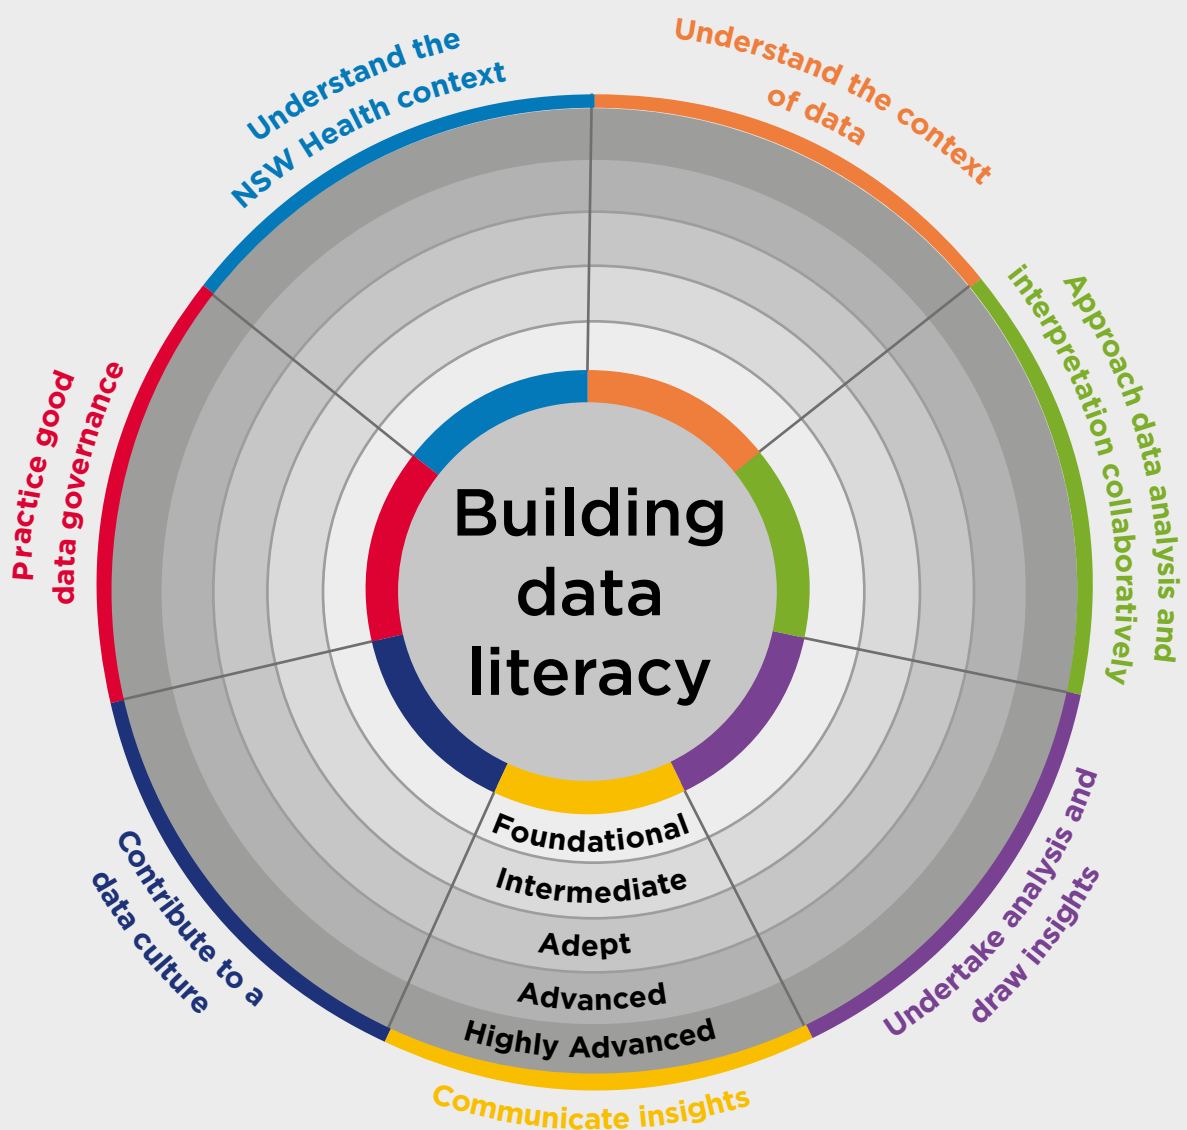 Understand the
NSW Health context
Understand the context
of data
Approach data analysis and
interpretation collaboratively
Undertake analysis and
draw insights
Communicate insights
Contribute to a
data culture
Practice good
data governance
Building
data
literacy
Foundational
Intermediate
Adept
Advanced
Highly Advanced